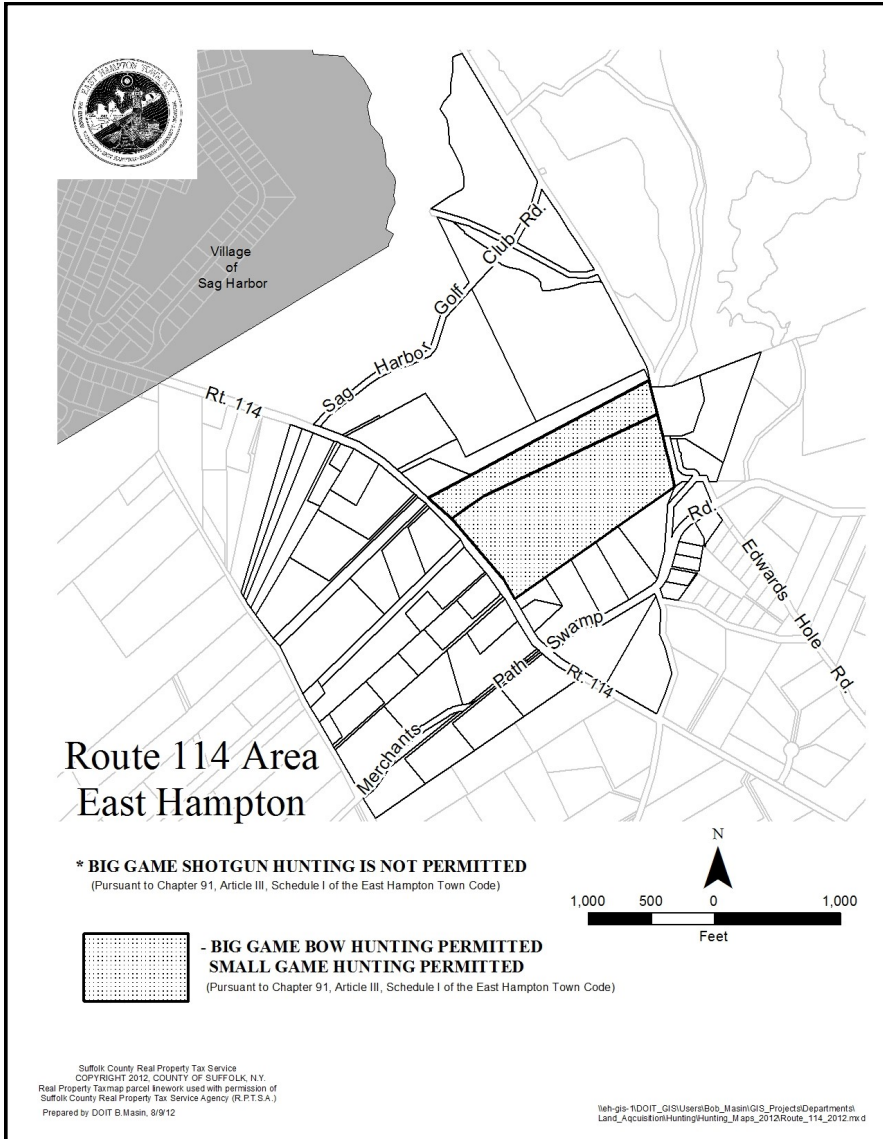 EAST HAMPTON TOWN, N.Y.
Village
of
Sag Harbor
Rt. 114
Sag Harbor Golf Club Rd.
Rd.
Swamp
Edwards Hole Rd.
Rt. 114
Merchants Path
Route 114 Area
East Hampton
* BIG GAME SHOTGUN HUNTING IS NOT PERMITTED
(Pursuant to Chapter 91, Article III, Schedule I of the East Hampton Town Code)
N
1,000 500 0 1,000
Feet
- BIG GAME BOW HUNTING PERMITTED
SMALL GAME HUNTING PERMITTED
(Pursuant to Chapter 91, Article III, Schedule I of the East Hampton Town Code)
Suffolk County Real Property Tax Service
COPYRIGHT 2012, COUNTY OF SUFFOLK, N.Y.
Real Property Taxmap parcel linework used with permission of
Suffolk County Real Property Tax Service Agency (R.P.T.S.A.)
Prepared by DOIT B.Masin, 8/9/12
\\eh-gis-1\DOIT_GIS\Users\Bob_Masin\GIS_Projects\Departments\
Land_Aqcuisition\Hunting\Hunting_Maps_2012\Route_114_2012.mxd